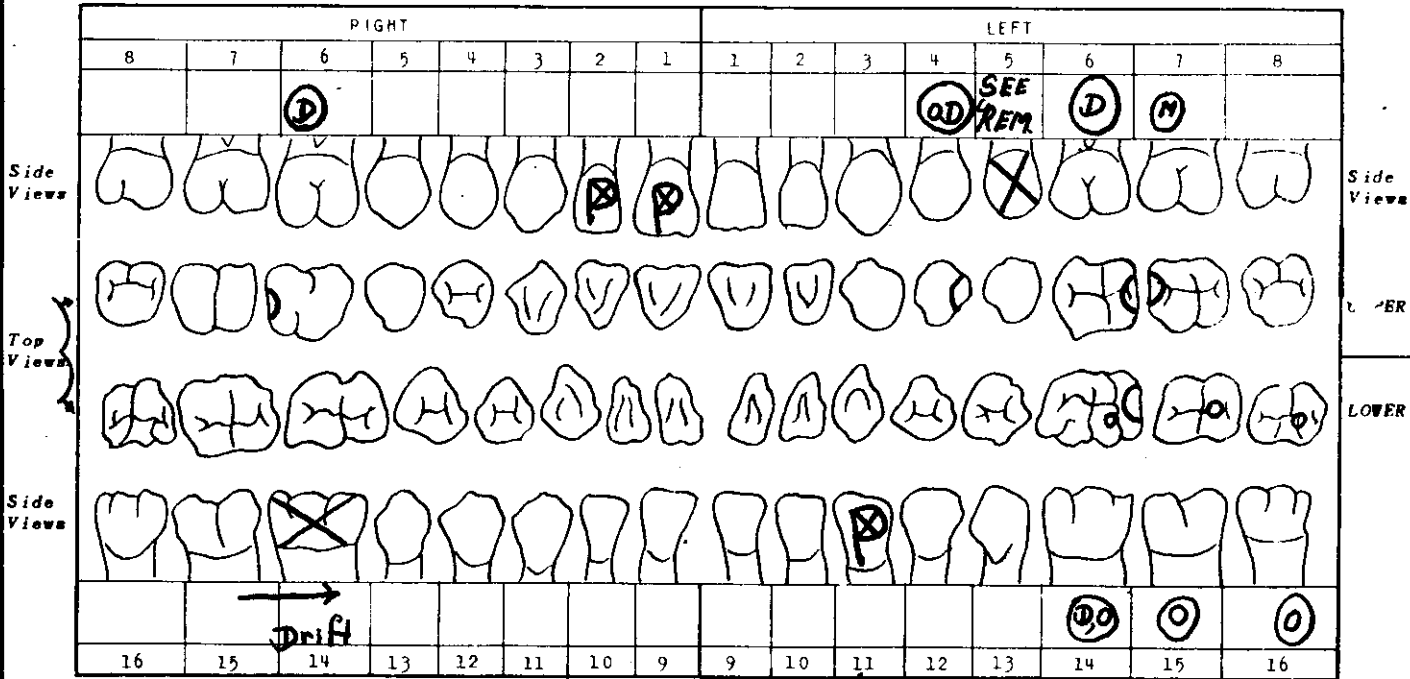 RIGHT LEFT
8 7 6 5 4 3 2 1 1 2 3 4 5 6 7 8
D OD SEE REM. D M
Side Views Side Views
P P
Top Views
LOWER
Side Views
P
Drift D,O O O
16 15 14 13 12 11 10 9 9 10 11 12 13 14 15 16